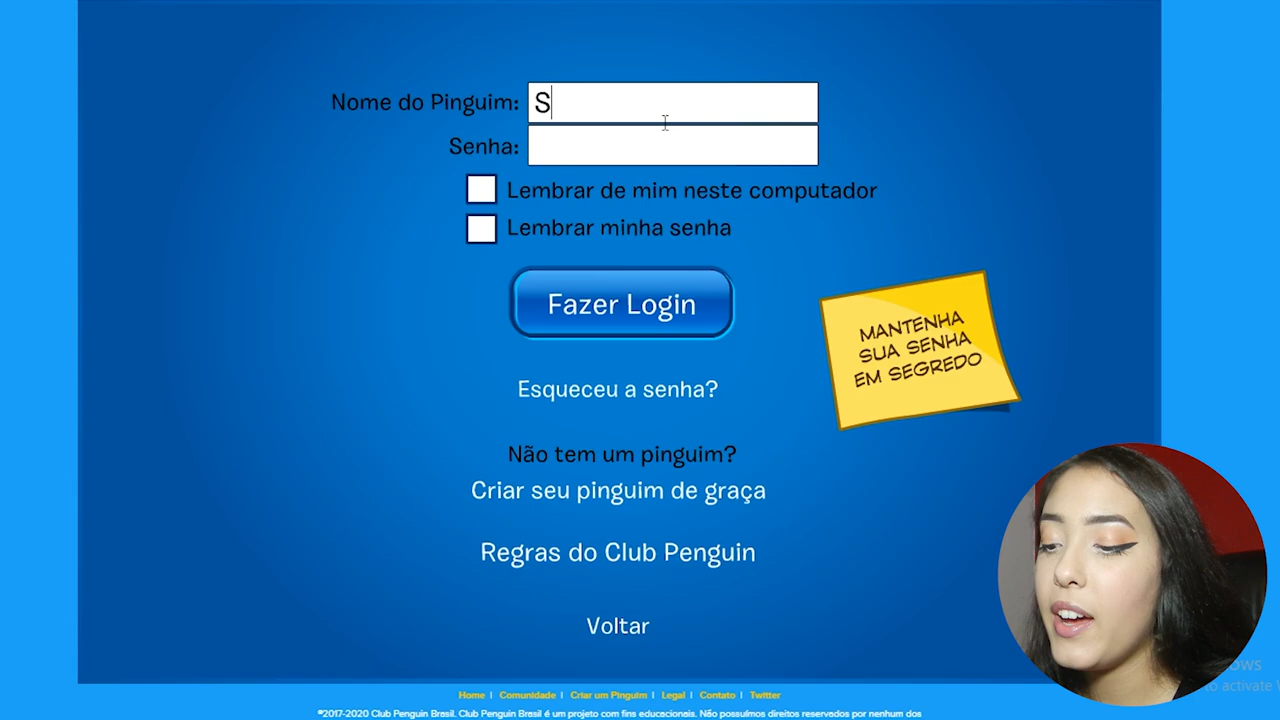 Nome do Pinguim: S
Senha:
Lembrar de mim neste computador
Lembrar minha senha
Fazer Login
MANTENHA
SUA SENHA
EM SEGREDO
Esqueceu a senha?
Não tem um pinguim?
Criar seu pinguim de graça
Regras do Club Penguin
Voltar
Home | Comunidade | Criar um Pinguim | Legal | Contato | Twitter
©2017-2020 Club Penguin Brasil. Club Penguin Brasil é um projeto com fins educacionais. Não possuímos direitos reservados por nenhum dos
to activate